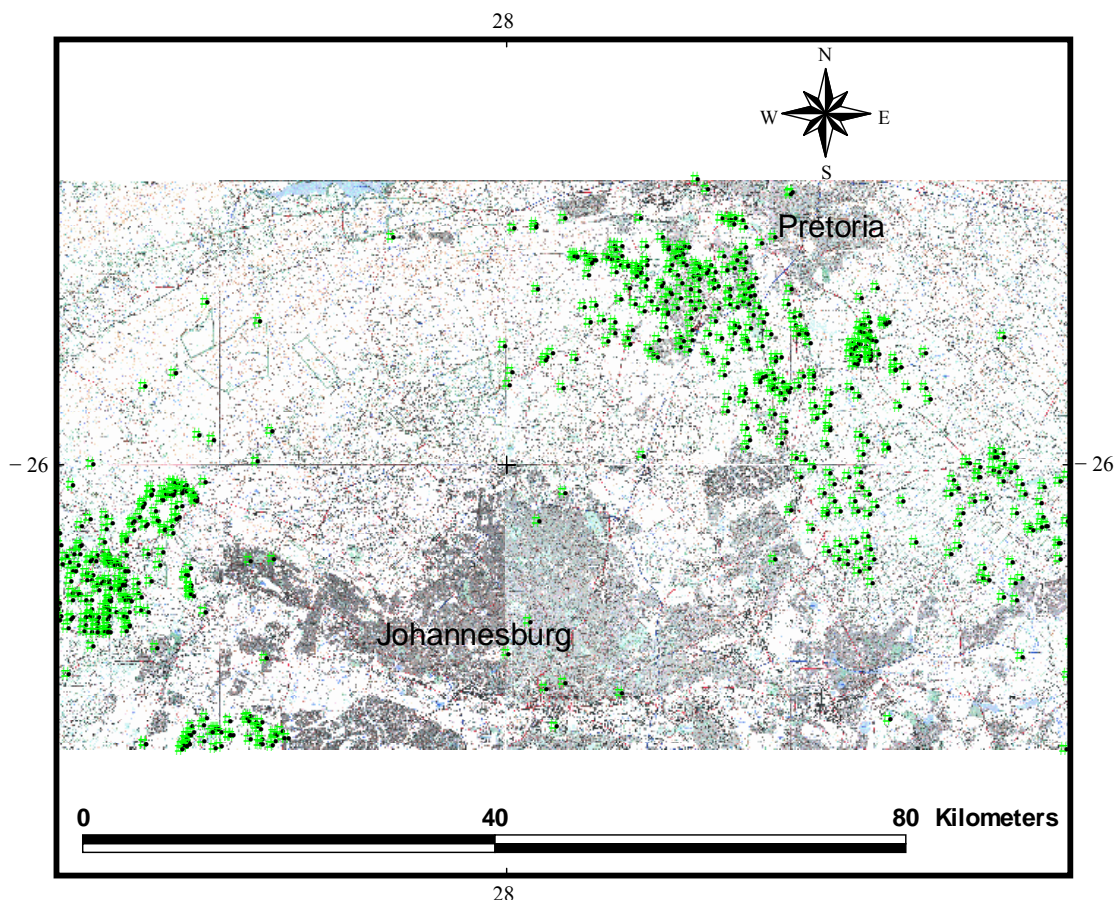 28
N
W E
S
Pretoria
– 26 – 26
Johannesburg
0 40 80 Kilometers
28